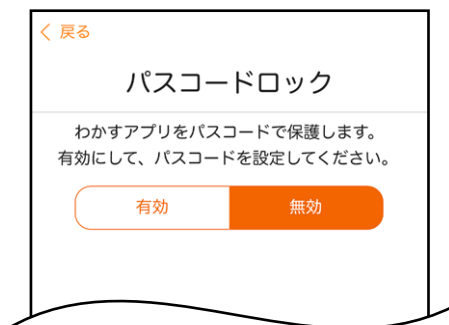 戻る
パスコードロック
わかすアプリをパスコードで保護します。
有効にして、パスコードを設定してください。
有効 無効